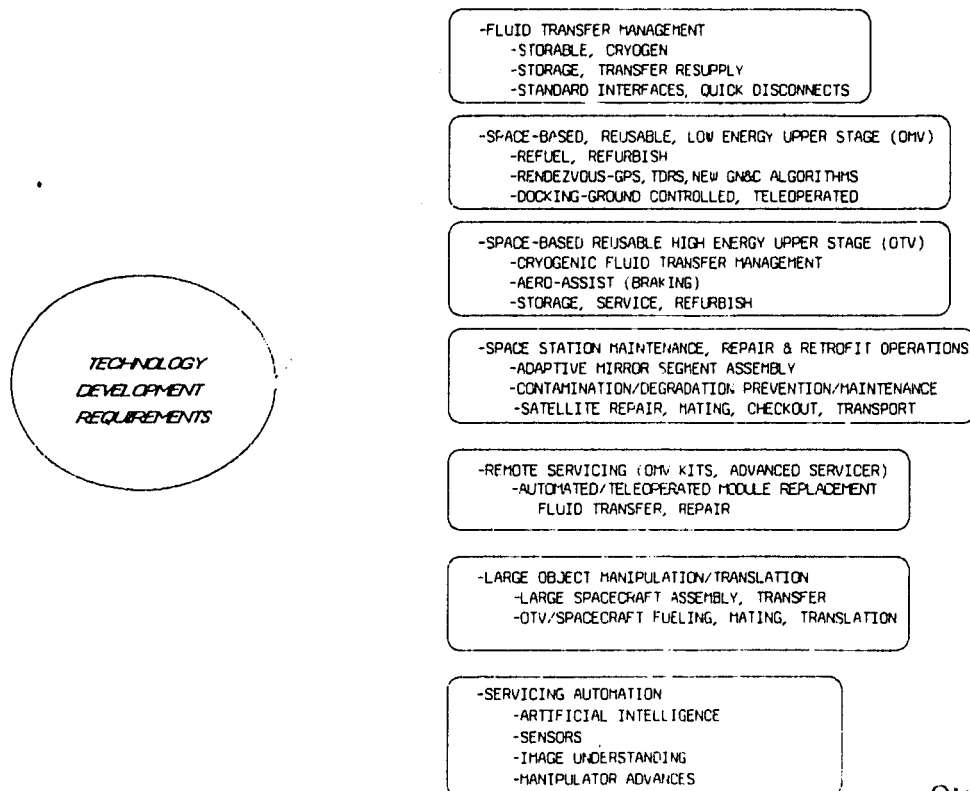 -FLUID TRANSFER MANAGEMENT
-STORABLE, CRYOGEN
-STORAGE, TRANSFER RESUPPLY
-STANDARD INTERFACES, QUICK DISCONNECTS
-SPACE-BASED, REUSABLE, LOW ENERGY UPPER STAGE (OMV)
-REFUEL, REFURBISH
-RENDEZVOUS-GPS, TDRS, NEW GN&C ALGORITHMS
-DOCKING-GROUND CONTROLLED, TELEOPERATED
-SPACE-BASED REUSABLE HIGH ENERGY UPPER STAGE (OTV)
-CRYOGENIC FLUID TRANSFER MANAGEMENT
-AERO-ASSIST (BRAKING)
-STORAGE, SERVICE, REFURBISH
TECHNOLOGY
DEVELOPMENT
REQUIREMENTS
-SPACE STATION MAINTENANCE, REPAIR & RETROFIT OPERATIONS
-ADAPTIVE MIRROR SEGMENT ASSEMBLY
-CONTAMINATION/DEGRADATION PREVENTION/MAINTENANCE
-SATELLITE REPAIR, MATING, CHECKOUT, TRANSPORT
-REMOTE SERVICING (OMV KITS, ADVANCED SERVICER)
-AUTOMATED/TELEOPERATED MODULE REPLACEMENT
FLUID TRANSFER, REPAIR
-LARGE OBJECT MANIPULATION/TRANSLATION
-LARGE SPACECRAFT ASSEMBLY, TRANSFER
-OTV/SPACECRAFT FUELING, MATING, TRANSLATION
-SERVICING AUTOMATION
-ARTIFICIAL INTELLIGENCE
-SENSORS
-IMAGE UNDERSTANDING
-MANIPULATOR ADVANCES